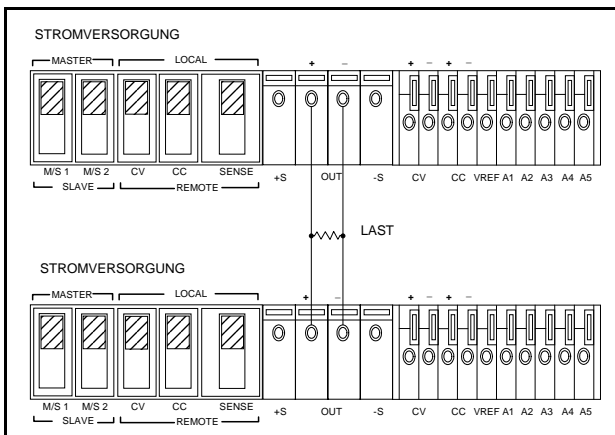 STROMVERSORGUNG
MASTER LOCAL + – + – + –
M/S 1 M/S 2 CV CC SENSE +S OUT -S CV CC VREF A1 A2 A3 A4 A5
SLAVE REMOTE
LAST
STROMVERSORGUNG
MASTER LOCAL + – + – + –
M/S 1 M/S 2 CV CC SENSE +S OUT -S CV CC VREF A1 A2 A3 A4 A5
SLAVE REMOTE